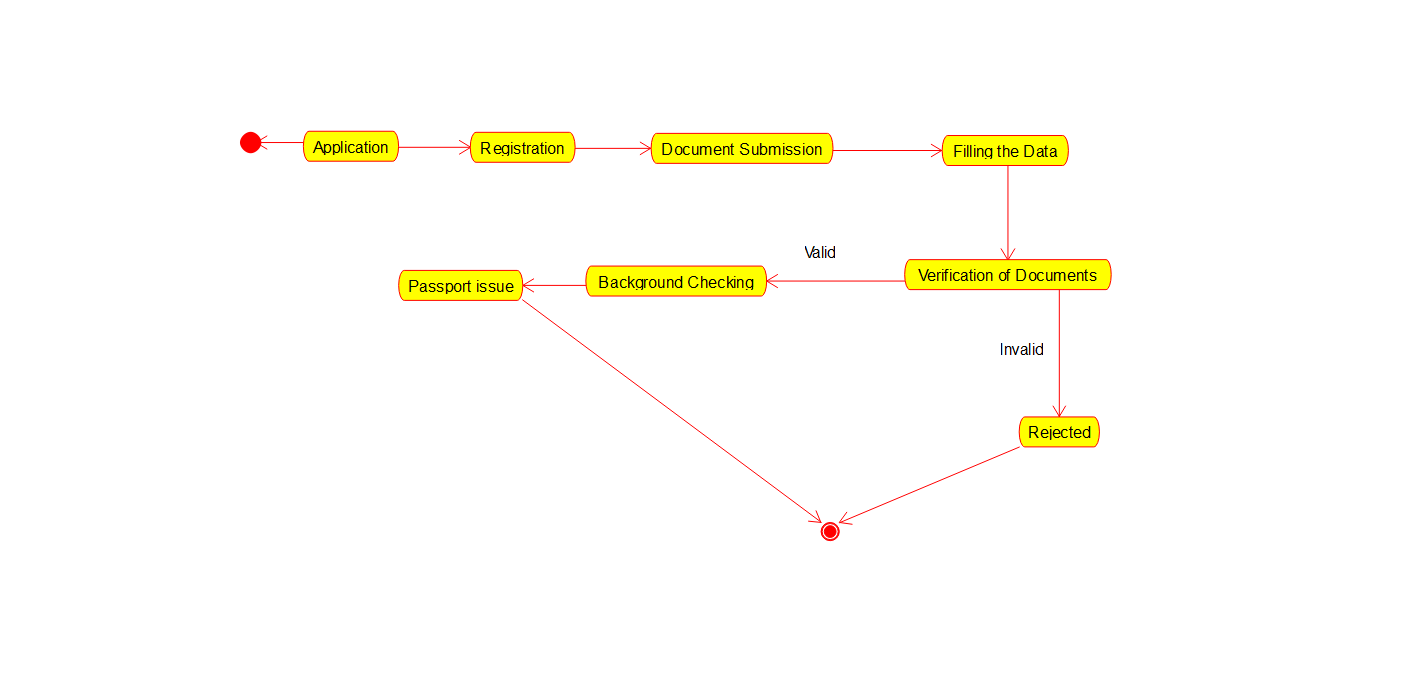 Application
Registration
Document Submission
Filling the Data
Valid
Passport issue
Background Checking
Verification of Documents
Invalid
Rejected